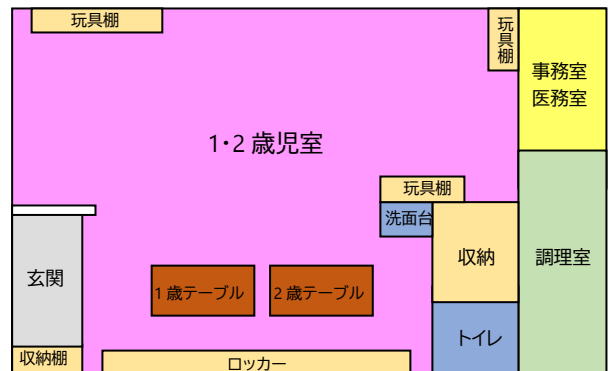 玩具棚
玩具棚
事務室
医務室
1・2 歳児室
玩具棚
洗面台
収納
調理室
玄関
1 歳テーブル
2 歳テーブル
トイレ
収納棚
ロッカー